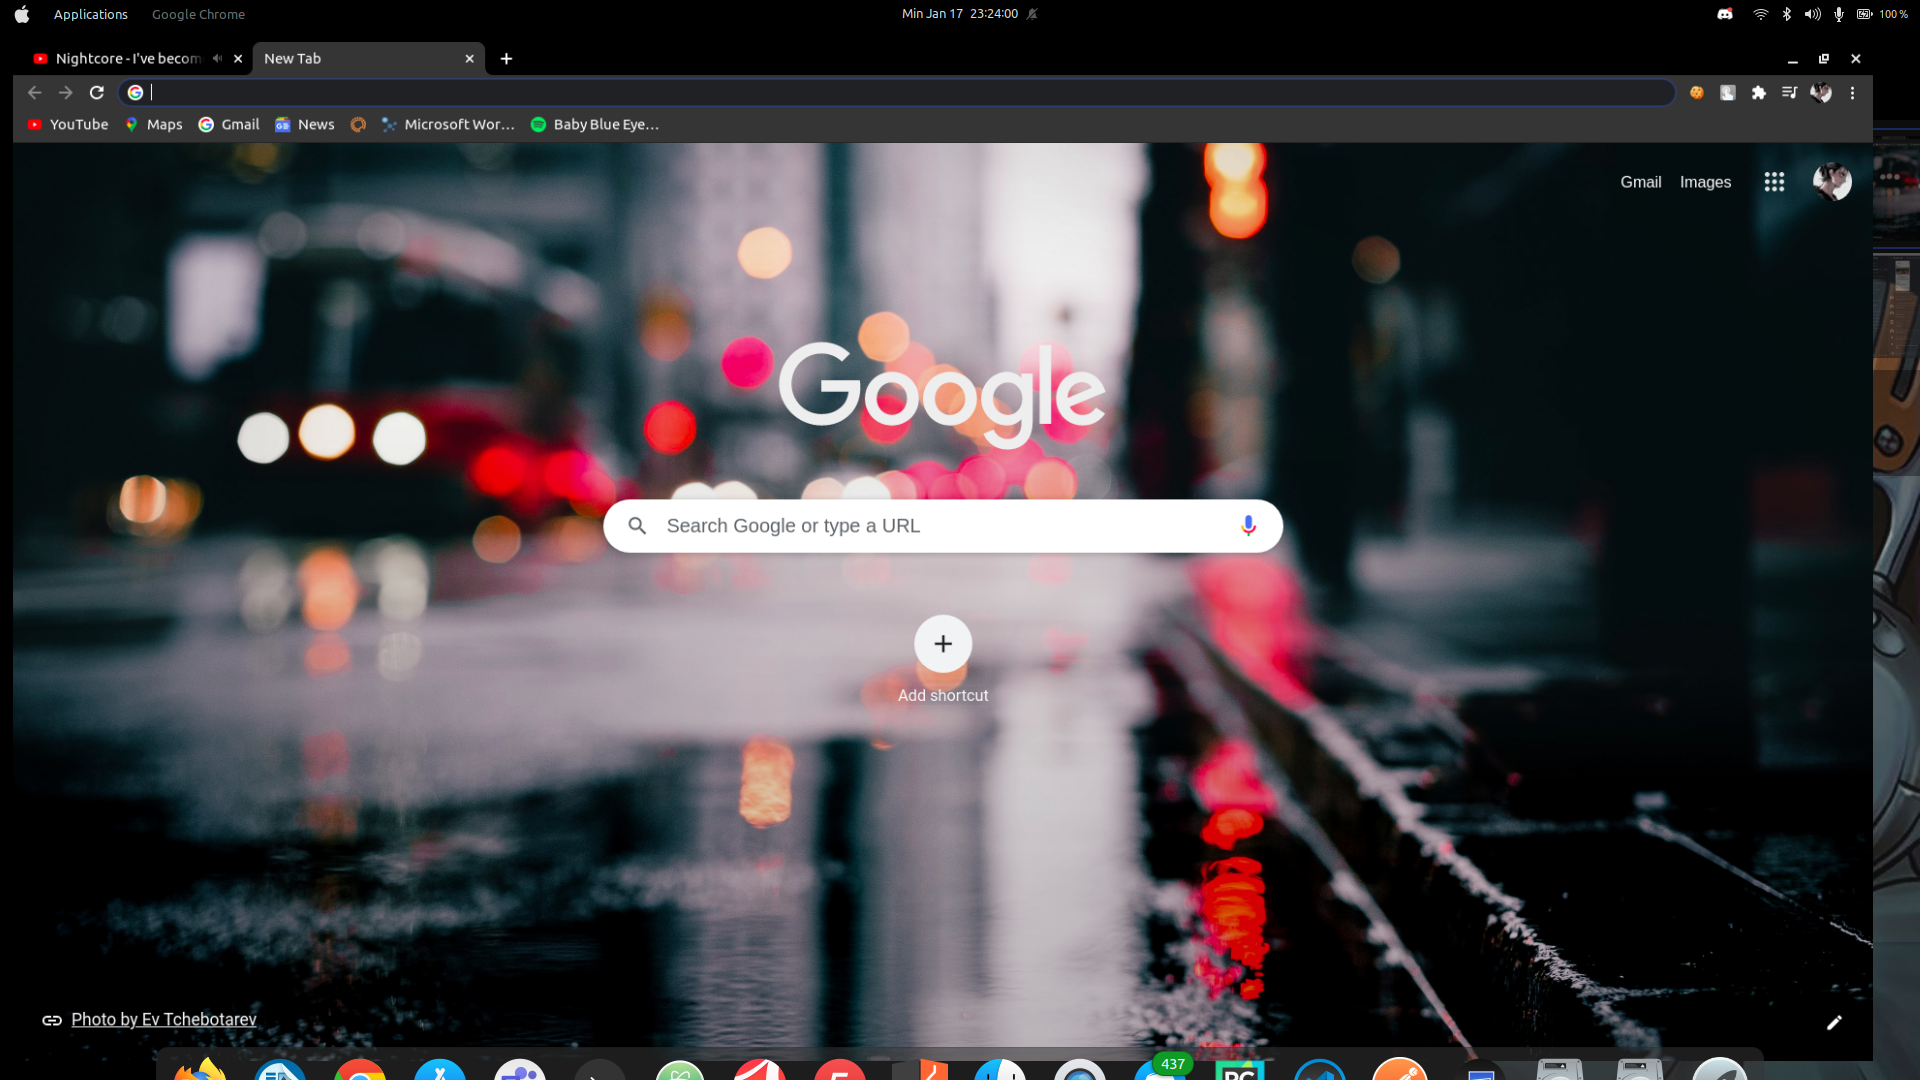 Applications Google Chrome Min Jan 17 23:24:00 100 %
Nightcore - I've becom New Tab
YouTube Maps Gmail News Microsoft Wor... Baby Blue Eye...
Gmail Images
Google
Search Google or type a URL
Add shortcut
Photo by Ev Tchebotarev
437
PC